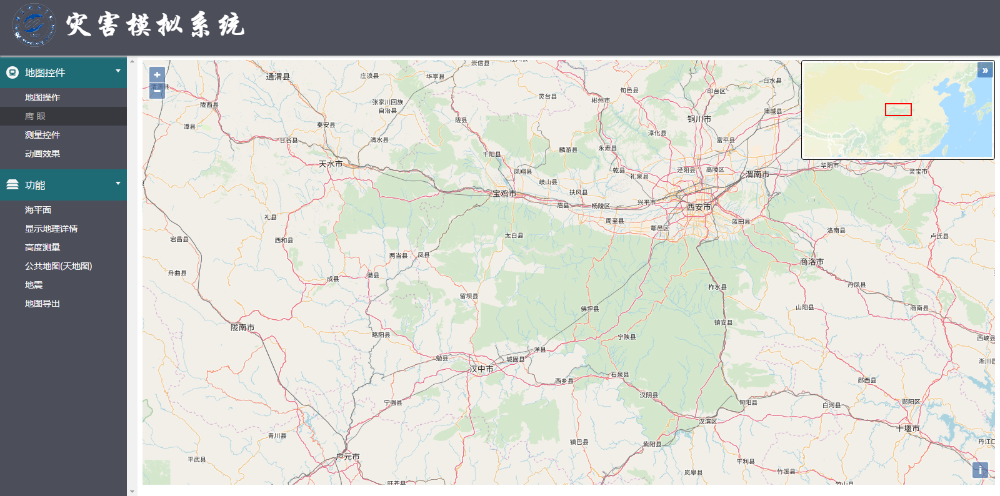 灾害模拟系统
地图控件
地图操作
鹰 眼
测量控件
动画效果
功能
海平面
显示地理详情
高度测量
公共地图(天地图)
地震
地图导出
+
−
»
崇信县
通渭县
庄浪县
华亭县
白水县
陇西县
张家川回族
自治县
灵台县
彬州市
旬邑县
印台区
漳县
秦安县
陇县
铜川市
蒲城县
甘谷县
清水县
千阳县
麟游县
永寿县
淳化县
富平县
天水市
凤翔县
乾县
礼泉县
泾阳县
高陵区
渭南市
华阴市
灵宝市
岐山县
扶风县
宝鸡市
眉县
杨陵区
兴平市
西安市
礼县
周至县
鄠邑区
蓝田县
洛南县
卢氏县
宕昌县
西和县
太白县
两当县
凤县
商洛市
舟曲县
成县
徽县
留坝县
柞水县
丹凤县
佛坪县
山阳县
商南县
陇南市
略阳县
镇安县
宁陕县
西峡县
勉县
城固县
洋县
汉中市
西乡县
石泉县
淅川县
郧西县
宁强县
汉阴县
旬阳县
白河县
郧阳区
汉滨区
十堰市
青川县
镇巴县
紫阳县
丹江口
平武县
广元市
平利县
岚皋县
竹溪县
旺苍县
竹山县
i